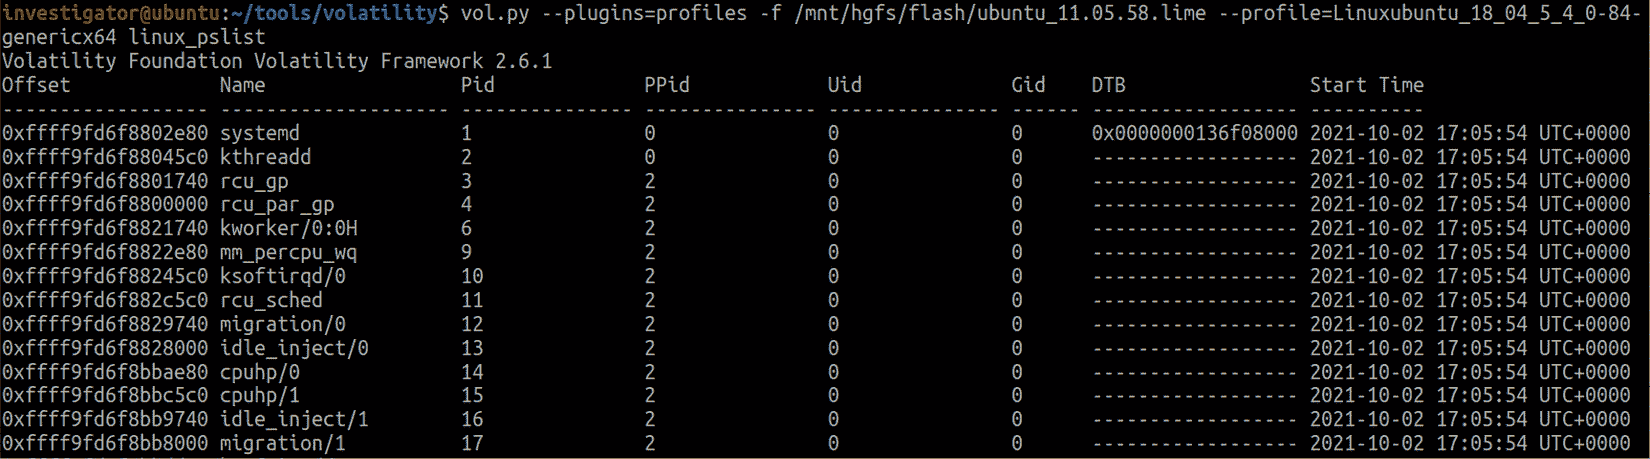 investigator@ubuntu:~/tools/volatility$ vol.py --plugins=profiles -f /mnt/hgfs/flash/ubuntu_11.05.58.lime --profile=Linuxubuntu_18_04_5_4_0-84-
genericx64 linux_pslist
Volatility Foundation Volatility Framework 2.6.1
Offset Name Pid PPid Uid Gid DTB Start Time
------------------ -------------------- --------------- --------------- --------------- ------ ------------------ ----------
0xffff9fd6f8802e80 systemd 1 0 0 0 0x0000000136f08000 2021-10-02 17:05:54 UTC+0000
0xffff9fd6f88045c0 kthreadd 2 0 0 0 ------------------ 2021-10-02 17:05:54 UTC+0000
0xffff9fd6f8801740 rcu_gp 3 2 0 0 ------------------ 2021-10-02 17:05:54 UTC+0000
0xffff9fd6f8800000 rcu_par_gp 4 2 0 0 ------------------ 2021-10-02 17:05:54 UTC+0000
0xffff9fd6f8821740 kworker/0:0H 6 2 0 0 ------------------ 2021-10-02 17:05:54 UTC+0000
0xffff9fd6f8822e80 mm_percpu_wq 9 2 0 0 ------------------ 2021-10-02 17:05:54 UTC+0000
0xffff9fd6f88245c0 ksoftirqd/0 10 2 0 0 ------------------ 2021-10-02 17:05:54 UTC+0000
0xffff9fd6f882c5c0 rcu_sched 11 2 0 0 ------------------ 2021-10-02 17:05:54 UTC+0000
0xffff9fd6f8829740 migration/0 12 2 0 0 ------------------ 2021-10-02 17:05:54 UTC+0000
0xffff9fd6f8828000 idle_inject/0 13 2 0 0 ------------------ 2021-10-02 17:05:54 UTC+0000
0xffff9fd6f8bbae80 cpuhp/0 14 2 0 0 ------------------ 2021-10-02 17:05:54 UTC+0000
0xffff9fd6f8bbc5c0 cpuhp/1 15 2 0 0 ------------------ 2021-10-02 17:05:54 UTC+0000
0xffff9fd6f8bb9740 idle_inject/1 16 2 0 0 ------------------ 2021-10-02 17:05:54 UTC+0000
0xffff9fd6f8bb8000 migration/1 17 2 0 0 ------------------ 2021-10-02 17:05:54 UTC+0000